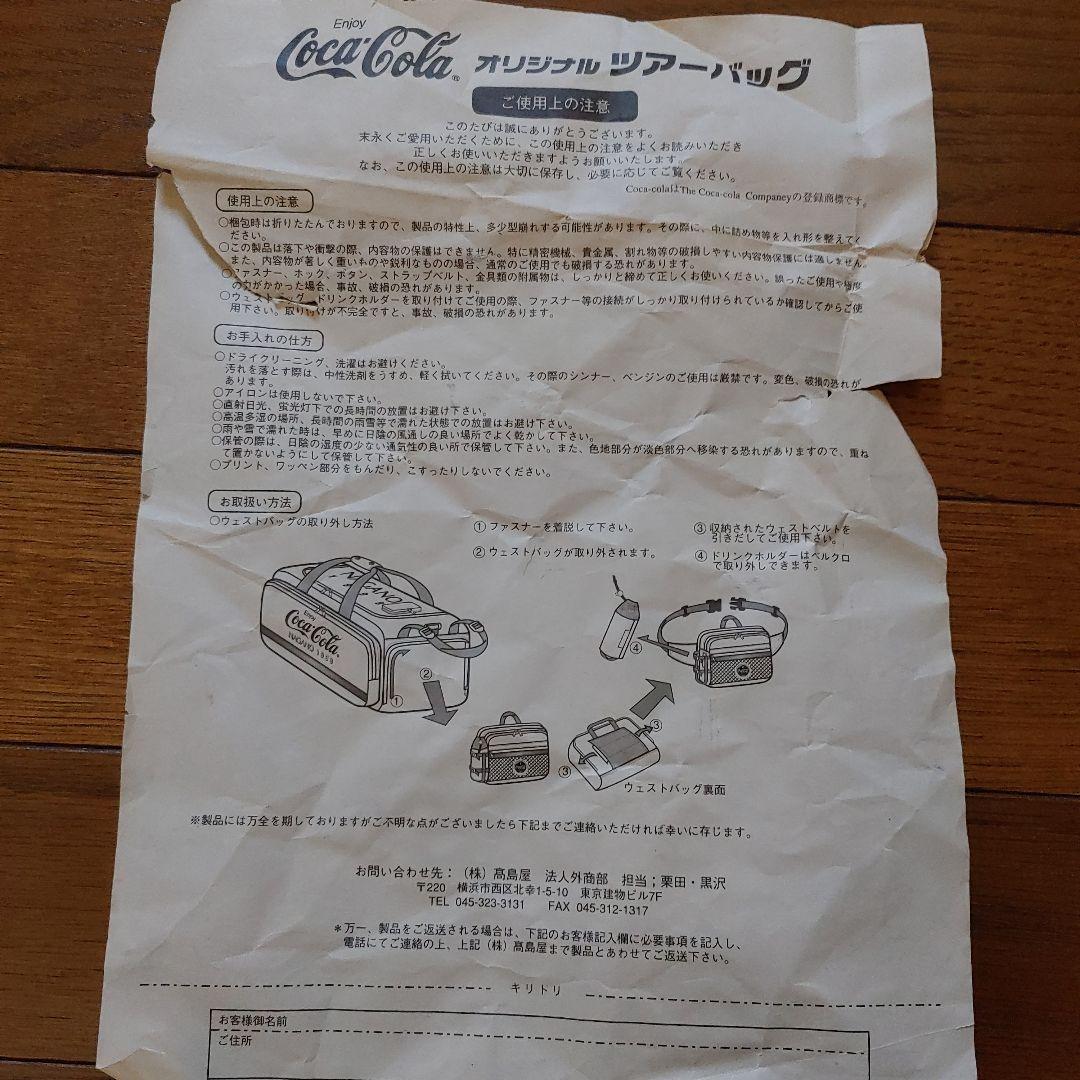 Enjoy
Coca-Cola® オリジナル ツアーバッグ
ご使用上の注意
このたびは誠にありがとうございます。
末永くご愛用いただくために、この使用上の注意をよくお読みいただき
正しくお使いいただきますようお願いいたします。
なお、この使用上の注意は大切に保存し、必要に応じてご覧ください。
Coca-colaはThe Coca-cola Companeyの登録商標です。
使用上の注意
○梱包時は折りたたんでおりますので、製品の特性上、多少型崩れする可能性があります。その際に、中に詰め物等を入れ形を整えてく
ださい。
○この製品は落下や衝撃の際、内容物の保護はできません。特に精密機械、貴金属、割れ物等の破損しやすい内容物保護には適しません。
また、内容物が著しく重いものや鋭利なものの場合、通常のご使用でも破損する恐れがあります。
○ファスナー、ホック、ボタン、ストラップベルト、金具類の附属物は、しっかりと締めて正しくお使いください。誤ったご使用や極度
の力がかかった場合、事故、破損の恐れがあります。
○ウェストバッグ、ドリンクホルダーを取り付けてご使用の際、ファスナー等の接続がしっかり取り付けられているか確認してからご使
用下さい。取り付けが不完全ですと、事故、破損の恐れがあります。
お手入れの仕方
○ドライクリーニング、洗濯はお避けください。
汚れを落とす際は、中性洗剤をうすめ、軽く拭いてください。その際のシンナー、ベンジンのご使用は厳禁です。変色、破損の恐れが
あります。
○アイロンは使用しないで下さい。
○直射日光、蛍光灯下での長時間の放置はお避け下さい。
○高温多湿の場所、長時間の雨雪等で濡れた状態での放置はお避け下さい。
○雨や雪で濡れた時は、早めに日陰の風通しの良い場所でよく乾かして下さい。
○保管の際は、日陰の湿度の少ない通気性の良い所で保管して下さい。また、色地部分が淡色部分へ移染する恐れがありますので、重ね
て置かないようにして保管して下さい。
○プリント、ワッペン部分をもんだり、こすったりしないでください。
お取扱い方法
○ウェストバッグの取り外し方法
①ファスナーを着脱して下さい。
②ウェストバッグが取り外されます。
③収納されたウェストベルトを
引きだしてご使用下さい。
④ドリンクホルダーはベルクロ
で取り外しできます。
NAGANO
Enjoy
Coca-Cola®
NAGANO 1998
①
②
③
③
④
ウェストバッグ裏面
※製品には万全を期しておりますがご不明な点がございましたら下記までご連絡いただければ幸いに存じます。
お問い合わせ先:(株)髙島屋 法人外商部 担当;栗田・黒沢
〒220 横浜市西区北幸1-5-10 東京建物ビル7F
TEL 045-323-3131 FAX 045-312-1317
*万一、製品をご返送される場合は、下記のお客様記入欄に必要事項を記入し、
電話にてご連絡の上、上記(株)髙島屋まで製品とあわせてご返送下さい。
キリトリ
お客様御名前
ご住所